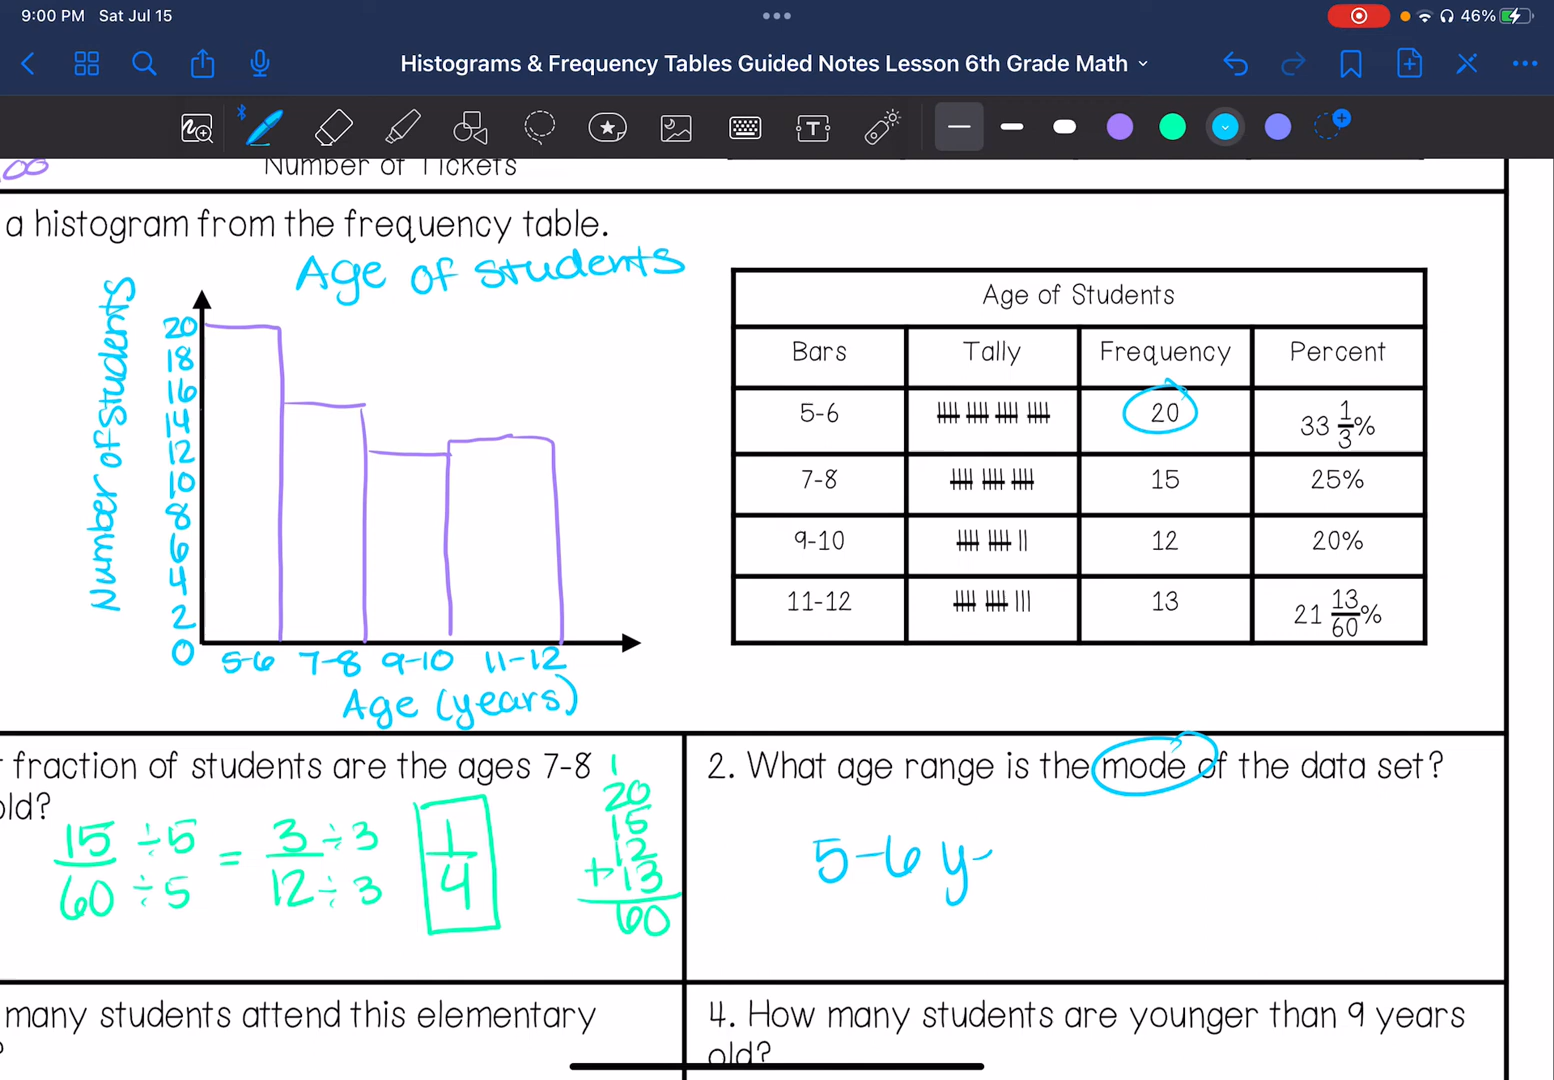 9:00 PM Sat Jul 15
46%
Histograms & Frequency Tables Guided Notes Lesson 6th Grade Math
T
00
Number of Tickets
a histogram from the frequency table.
Age of students
Number of students
20
18
16
14
12
10
8
6
4
2
0
5-6 7-8 9-10 11-12
Age (years)
Age of Students
Bars Tally Frequency Percent
5-6 20 33 1/3%
7-8 15 25%
9-10 12 20%
11-12 13 21 13/60%
fraction of students are the ages 7-8
old?
15 ÷5 = 3 ÷3 1
60 ÷5 12 ÷3 4
1
20
15
12
+13
60
2. What age range is the mode of the data set?
5-6 y
many students attend this elementary
?
4. How many students are younger than 9 years
old?